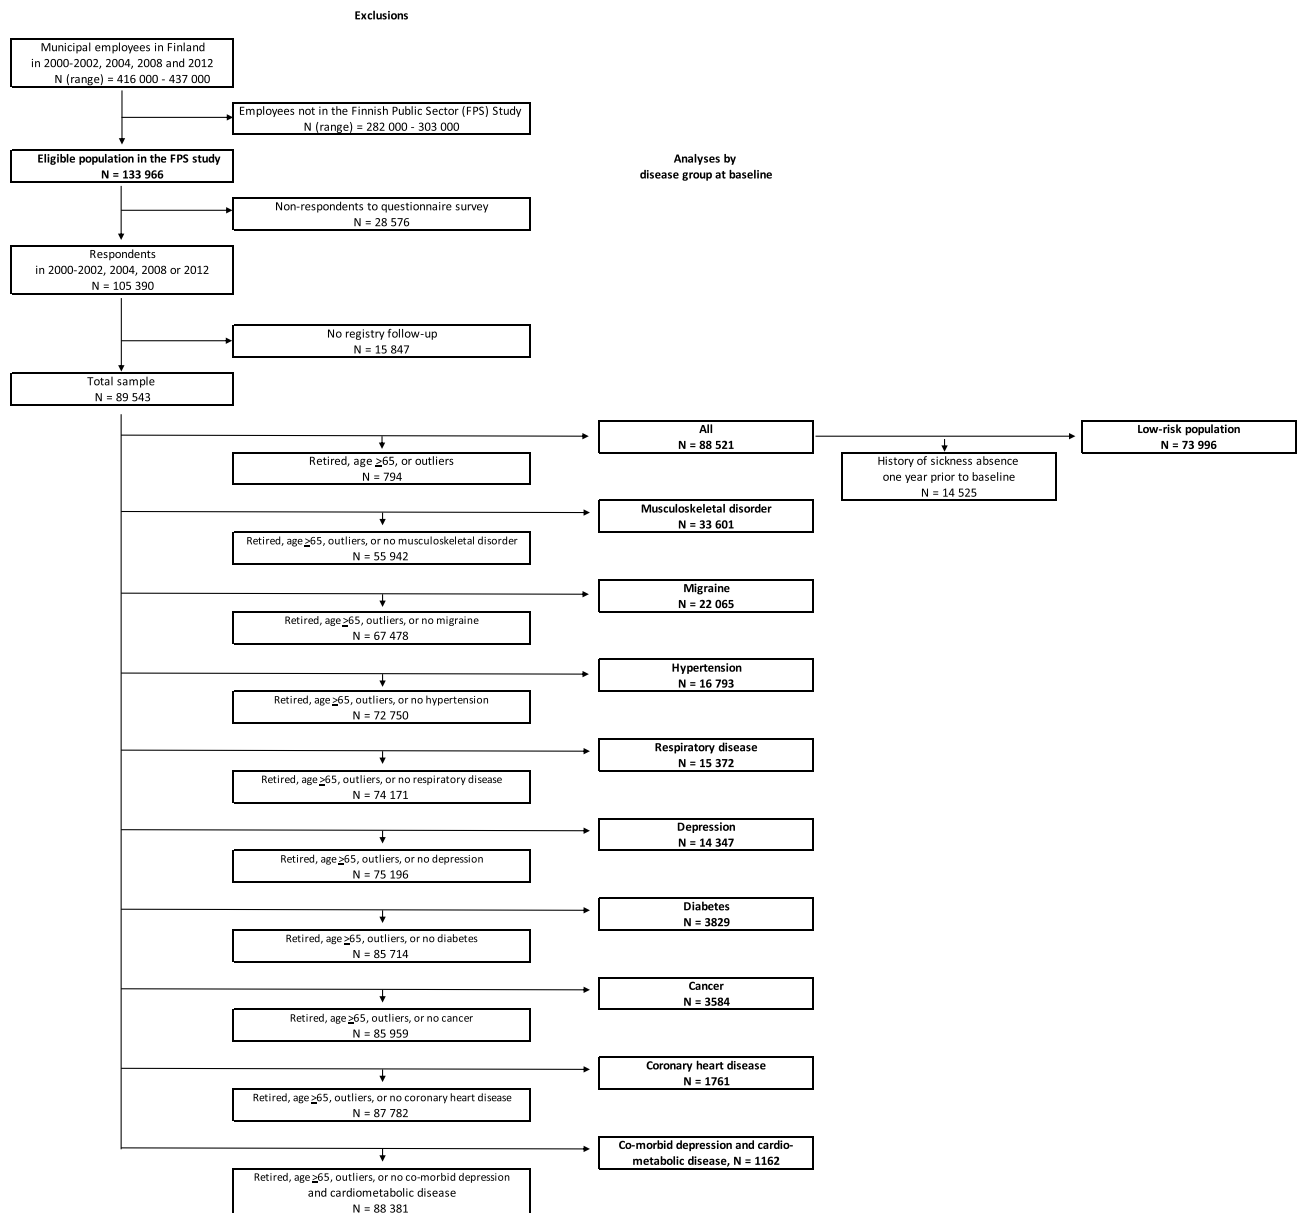 Exclusions
Municipal employees in Finland
in 2000-2002, 2004, 2008 and 2012
N (range) = 416 000 - 437 000
Employees not in the Finnish Public Sector (FPS) Study
N (range) = 282 000 - 303 000
Eligible population in the FPS study
N = 133 966
Analyses by
disease group at baseline
Non-respondents to questionnaire survey
N = 28 576
Respondents
in 2000-2002, 2004, 2008 or 2012
N = 105 390
No registry follow-up
N = 15 847
Total sample
N = 89 543
All
N = 88 521
Low-risk population
N = 73 996
Retired, age ≥65, or outliers
N = 794
History of sickness absence
one year prior to baseline
N = 14 525
Musculoskeletal disorder
N = 33 601
Retired, age ≥65, outliers, or no musculoskeletal disorder
N = 55 942
Migraine
N = 22 065
Retired, age ≥65, outliers, or no migraine
N = 67 478
Hypertension
N = 16 793
Retired, age ≥65, outliers, or no hypertension
N = 72 750
Respiratory disease
N = 15 372
Retired, age ≥65, outliers, or no respiratory disease
N = 74 171
Depression
N = 14 347
Retired, age ≥65, outliers, or no depression
N = 75 196
Diabetes
N = 3829
Retired, age ≥65, outliers, or no diabetes
N = 85 714
Cancer
N = 3584
Retired, age ≥65, outliers, or no cancer
N = 85 959
Coronary heart disease
N = 1761
Retired, age ≥65, outliers, or no coronary heart disease
N = 87 782
Co-morbid depression and cardio-
metabolic disease, N = 1162
Retired, age ≥65, outliers, or no co-morbid depression
and cardiometabolic disease
N = 88 381